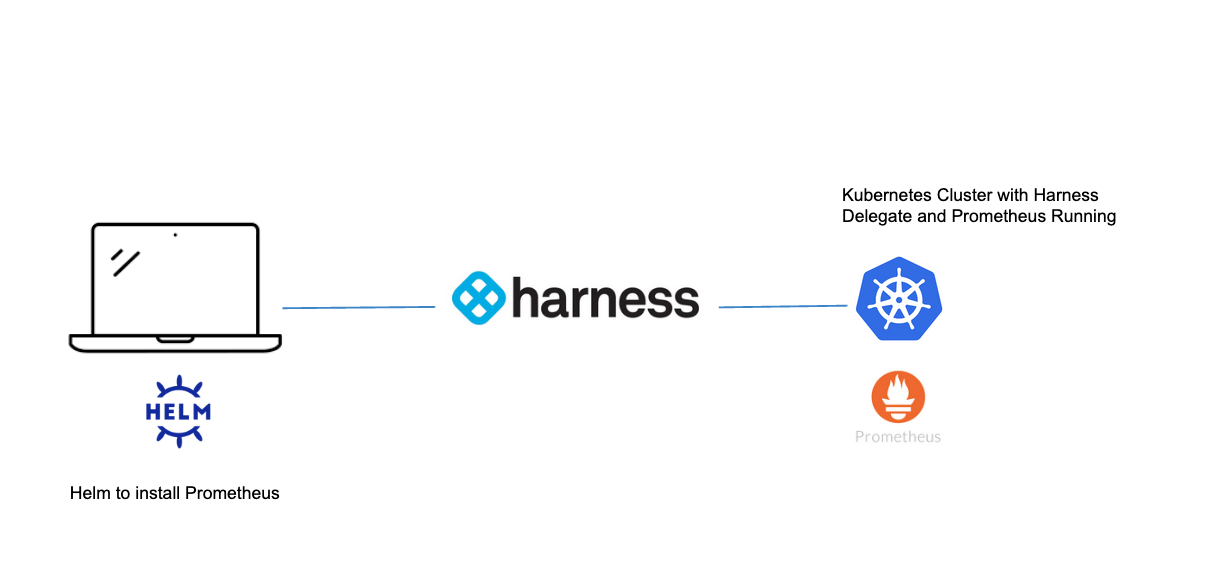 Kubernetes Cluster with Harness
Delegate and Prometheus Running
harness
HELM
Prometheus
Helm to install Prometheus